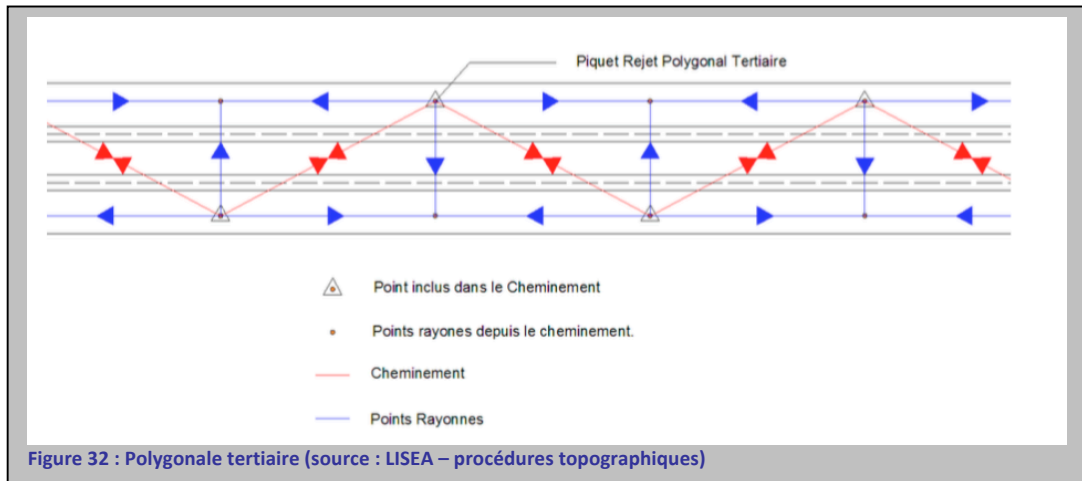 Piquet Rejet Polygonal Tertiaire
Point inclus dans le Cheminement
Points rayones depuis le cheminement.
Cheminement
Points Rayonnes
Figure 32 : Polygonale tertiaire (source : LISEA – procédures topographiques)